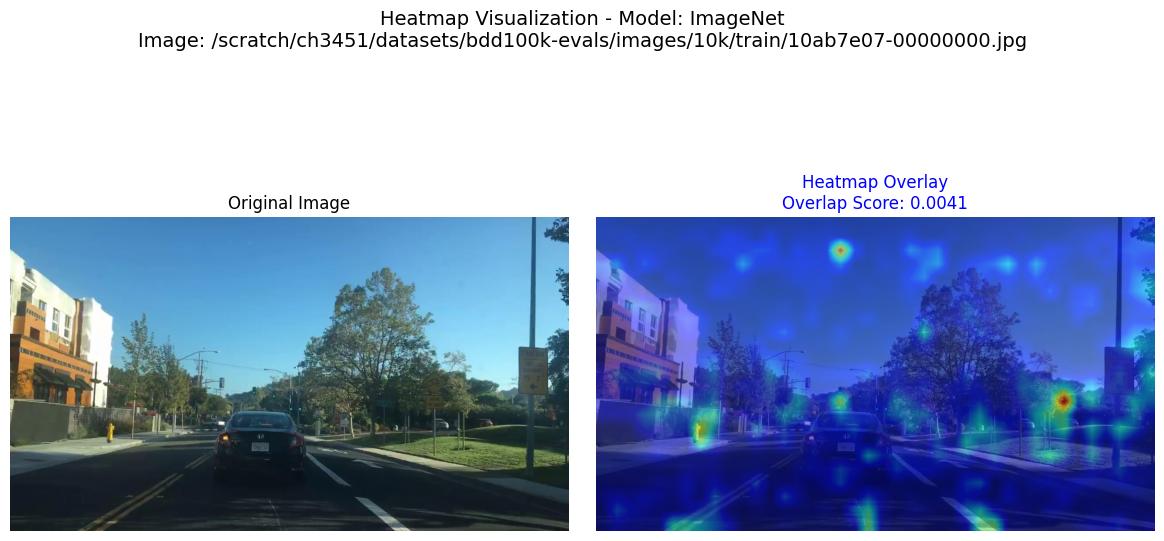 Heatmap Visualization - Model: ImageNet
Image: /scratch/ch3451/datasets/bdd100k-evals/images/10k/train/10ab7e07-00000000.jpg
Original Image
Heatmap Overlay
Overlap Score: 0.0041